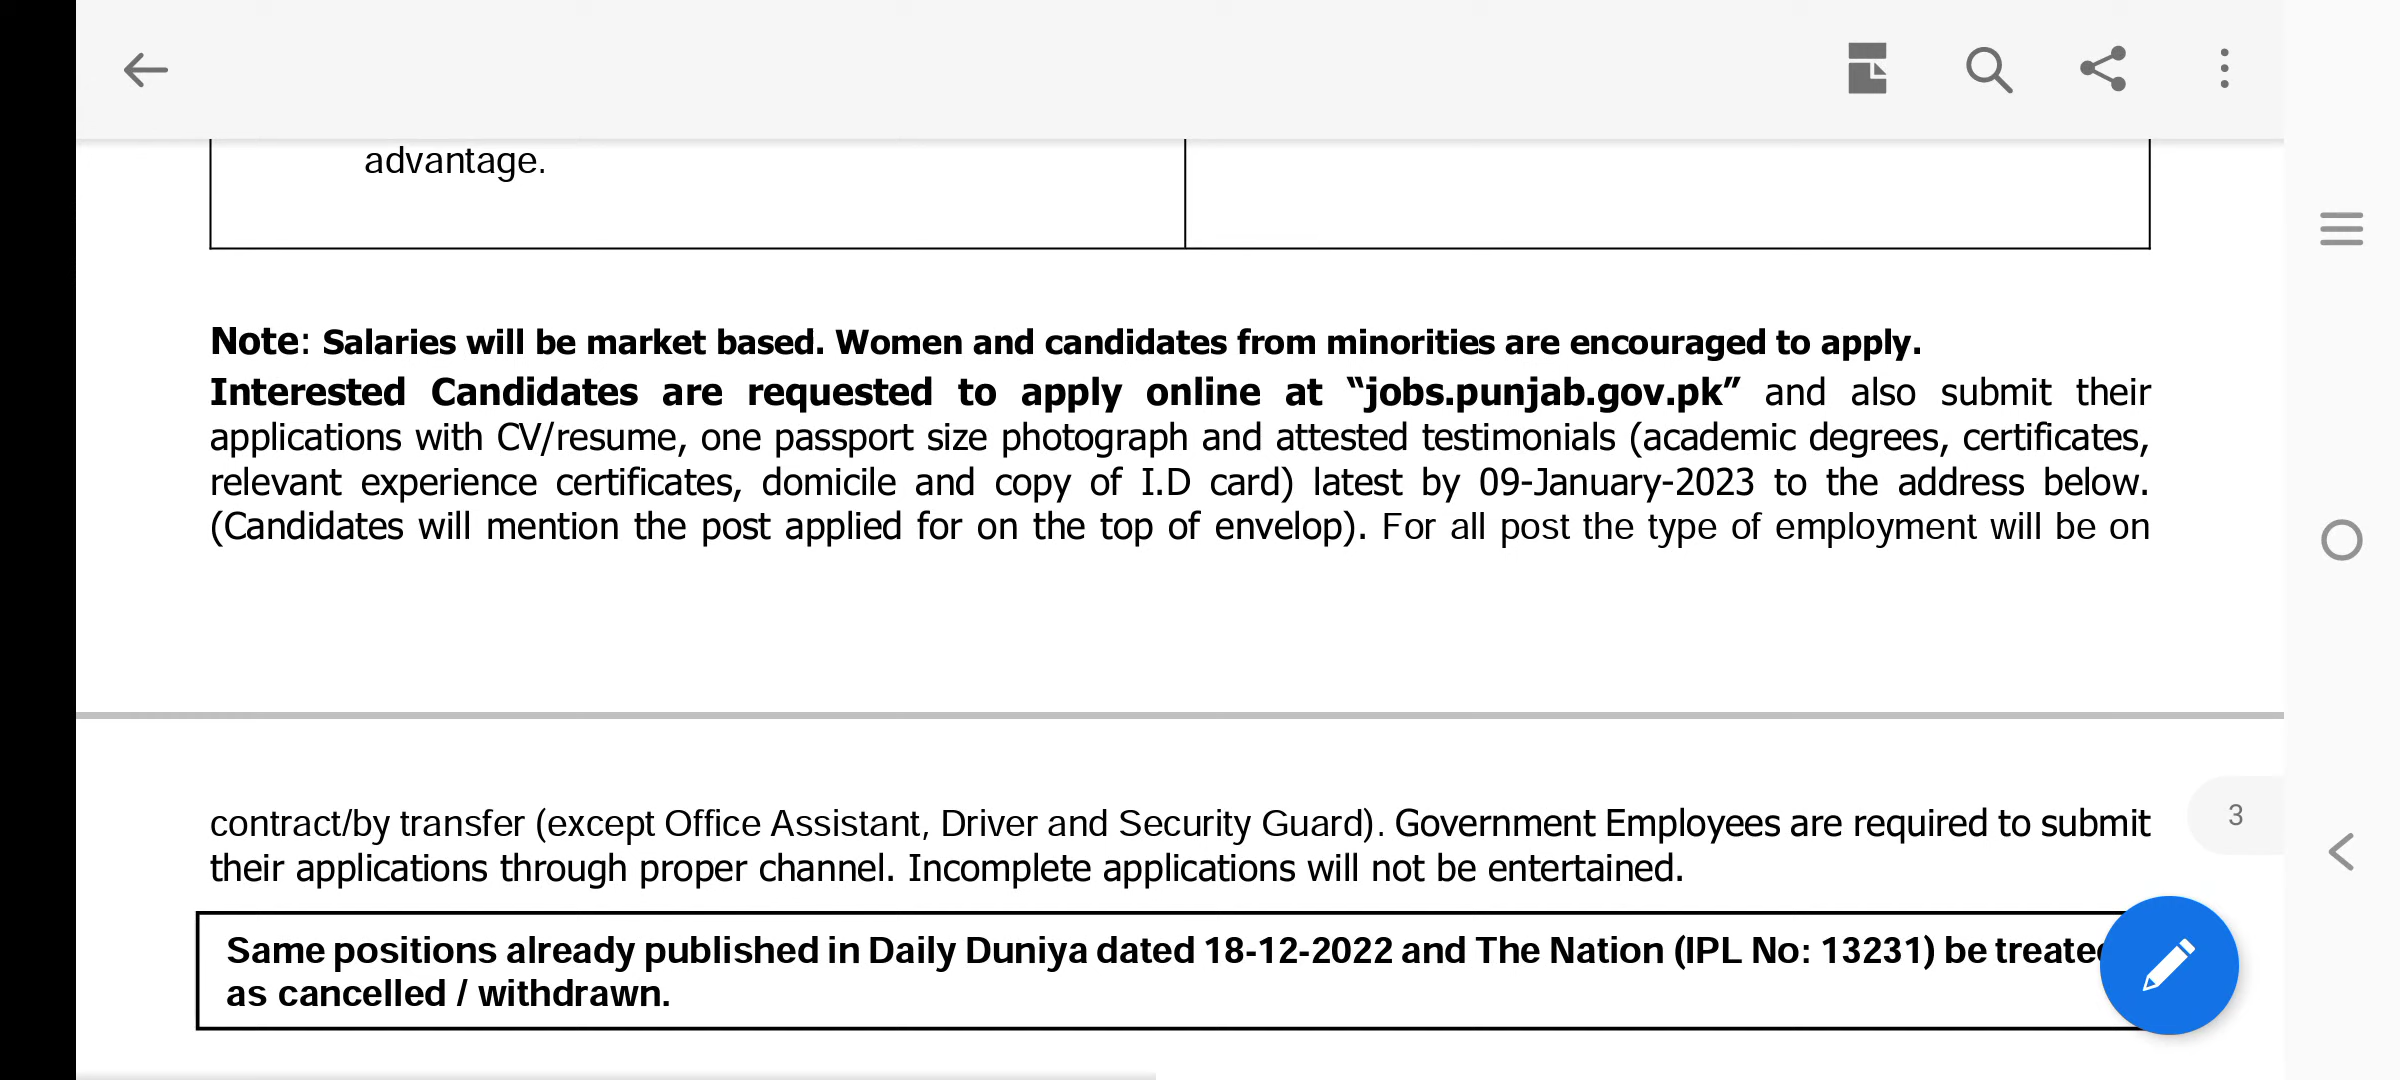 advantage.
Note: Salaries will be market based. Women and candidates from minorities are encouraged to apply.
Interested Candidates are requested to apply online at “jobs.punjab.gov.pk” and also submit their
applications with CV/resume, one passport size photograph and attested testimonials (academic degrees, certificates,
relevant experience certificates, domicile and copy of I.D card) latest by 09-January-2023 to the address below.
(Candidates will mention the post applied for on the top of envelop). For all post the type of employment will be on
contract/by transfer (except Office Assistant, Driver and Security Guard). Government Employees are required to submit
3
their applications through proper channel. Incomplete applications will not be entertained.
Same positions already published in Daily Duniya dated 18-12-2022 and The Nation (IPL No: 13231) be treated
as cancelled / withdrawn.